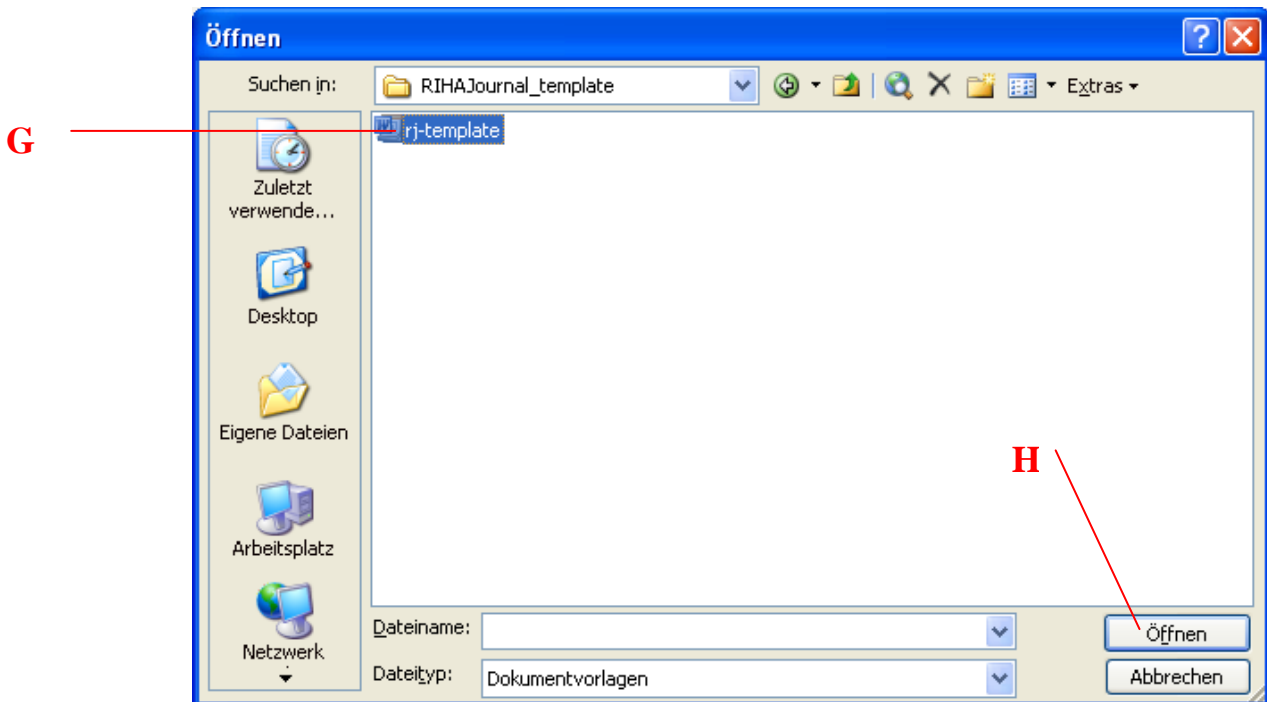 Öffnen
Suchen in:
RIHAJournal_template
Extras
G
rj-template
Zuletzt
verwende...
Desktop
Eigene Dateien
Arbeitsplatz
Netzwerk
H
Dateiname:
Öffnen
Dateityp:
Dokumentvorlagen
Abbrechen